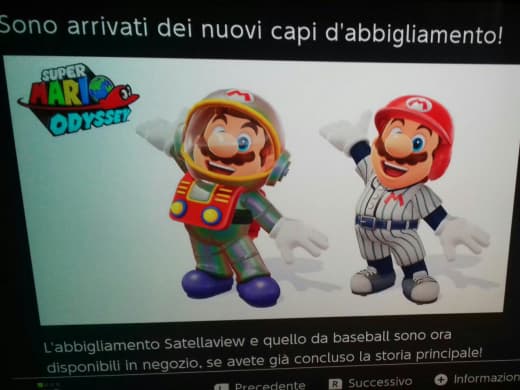 Sono arrivati dei nuovi capi d'abbigliamento!
SUPER
MARIO
ODYSSEY
M
M
M
L'abbigliamento Satellaview e quello da baseball sono ora
disponibili in negozio, se avete già concluso la storia principale!
L Precedente R Successivo + Informazion